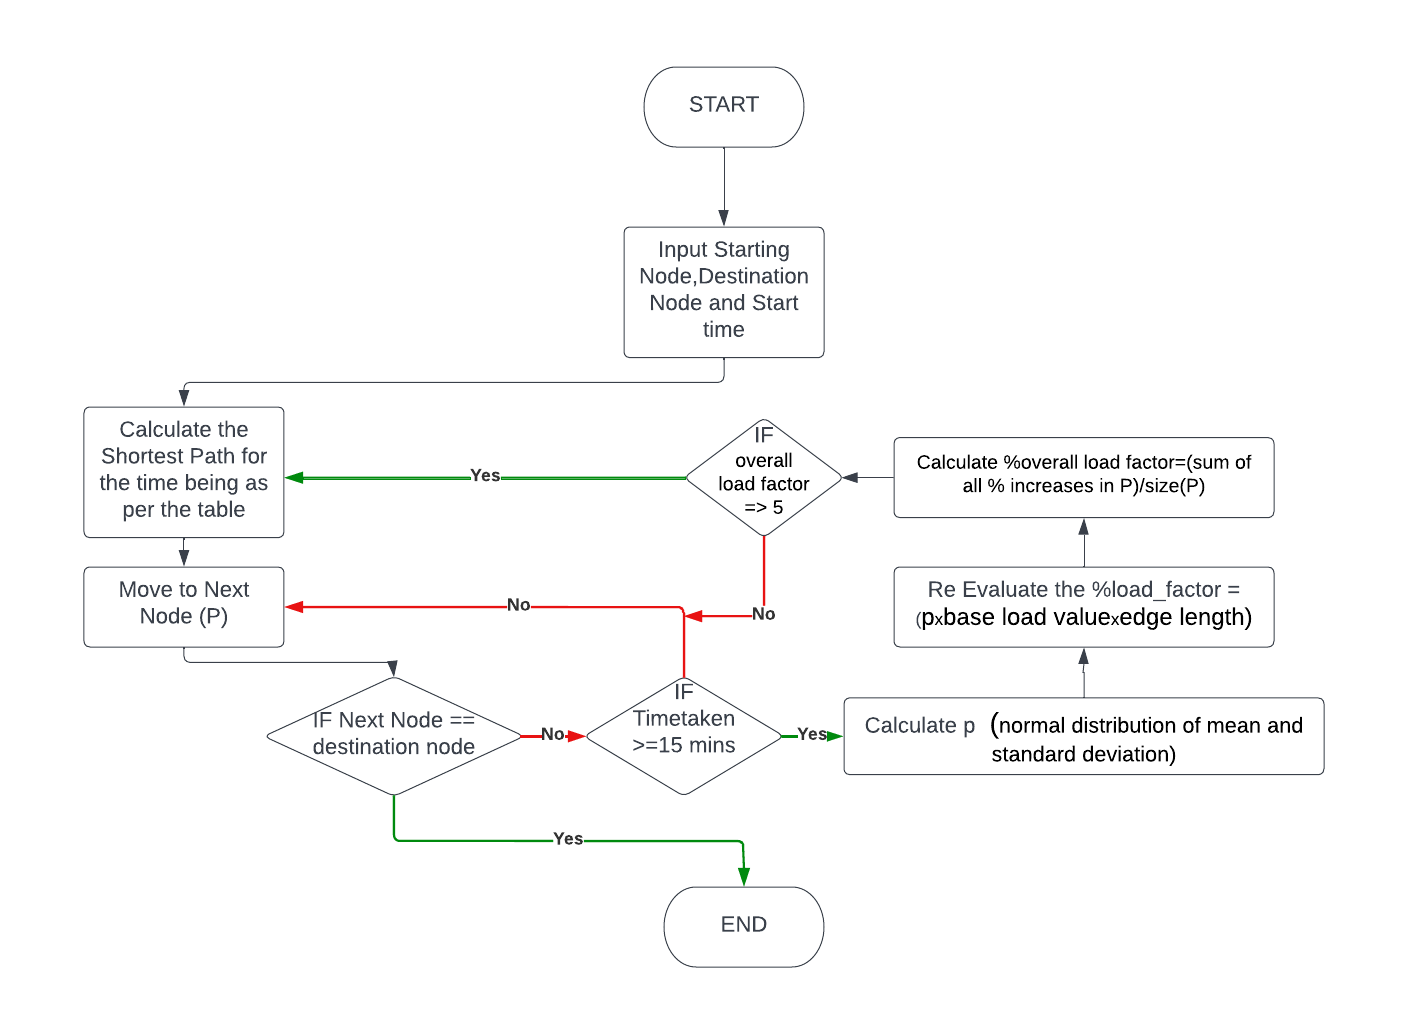 START
Input Starting
Node,Destination
Node and Start
time
Calculate the
Shortest Path for
the time being as
per the table
Yes
IF
overall
load factor
=> 5
Calculate %overall load factor=(sum of
all % increases in P)/size(P)
Move to Next
Node (P)
No
No
Re Evaluate the %load_factor =
(pxbase load valuexedge length)
IF Next Node ==
destination node
No
IF
Timetaken
>=15 mins
Yes
Calculate p (normal distribution of mean and
standard deviation)
Yes
END